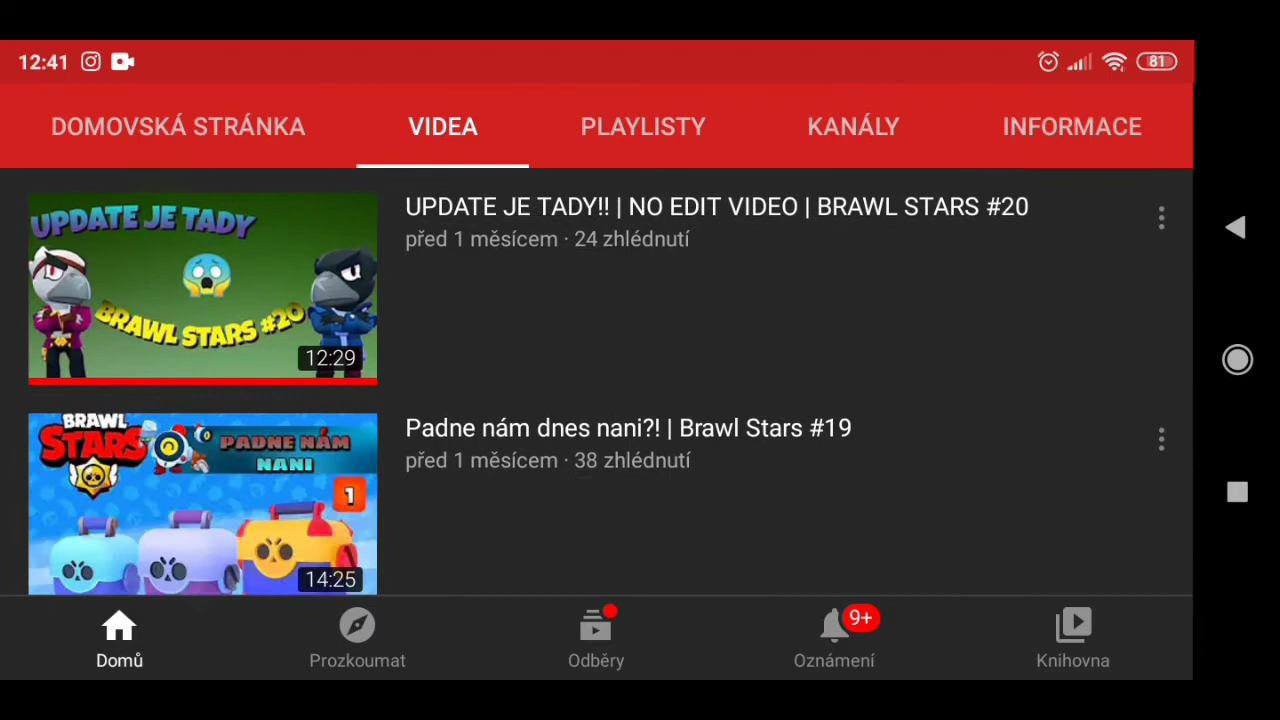 12:41
81
DOMOVSKÁ STRÁNKA VIDEA PLAYLISTY KANÁLY INFORMACE
UPDATE JE TADY
BRAWL STARS #20
12:29
UPDATE JE TADY!! | NO EDIT VIDEO | BRAWL STARS #20
před 1 měsícem · 24 zhlédnutí
BRAWL
STARS
PADNE NÁM
NANI
1
14:25
Padne nám dnes nani?! | Brawl Stars #19
před 1 měsícem · 38 zhlédnutí
9+
Domů Prozkoumat Odběry Oznámení Knihovna